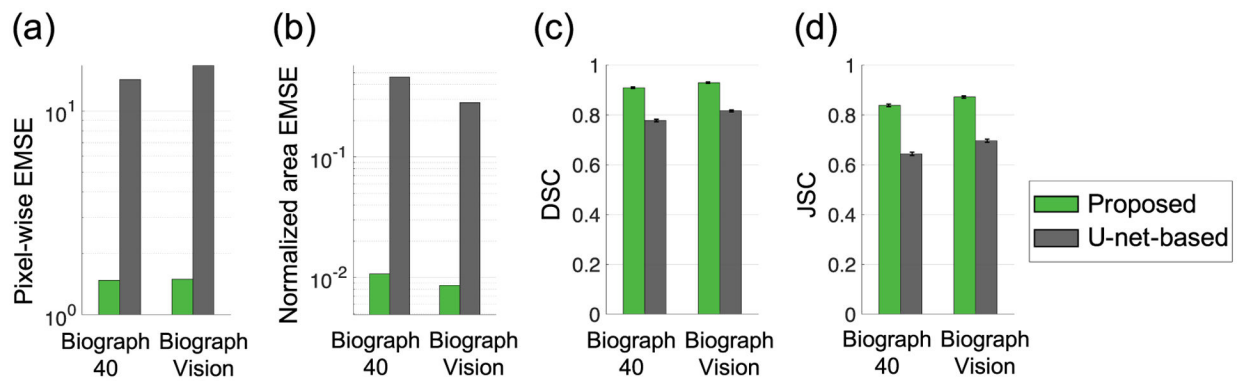 (a)
Pixel-wise EMSE
10^1
10^0
Biograph
40
Biograph
Vision
(b)
Normalized area EMSE
10^-1
10^-2
Biograph
40
Biograph
Vision
(c)
DSC
1
0.8
0.6
0.4
0.2
0
Biograph
40
Biograph
Vision
(d)
JSC
1
0.8
0.6
0.4
0.2
0
Biograph
40
Biograph
Vision
Proposed
U-net-based